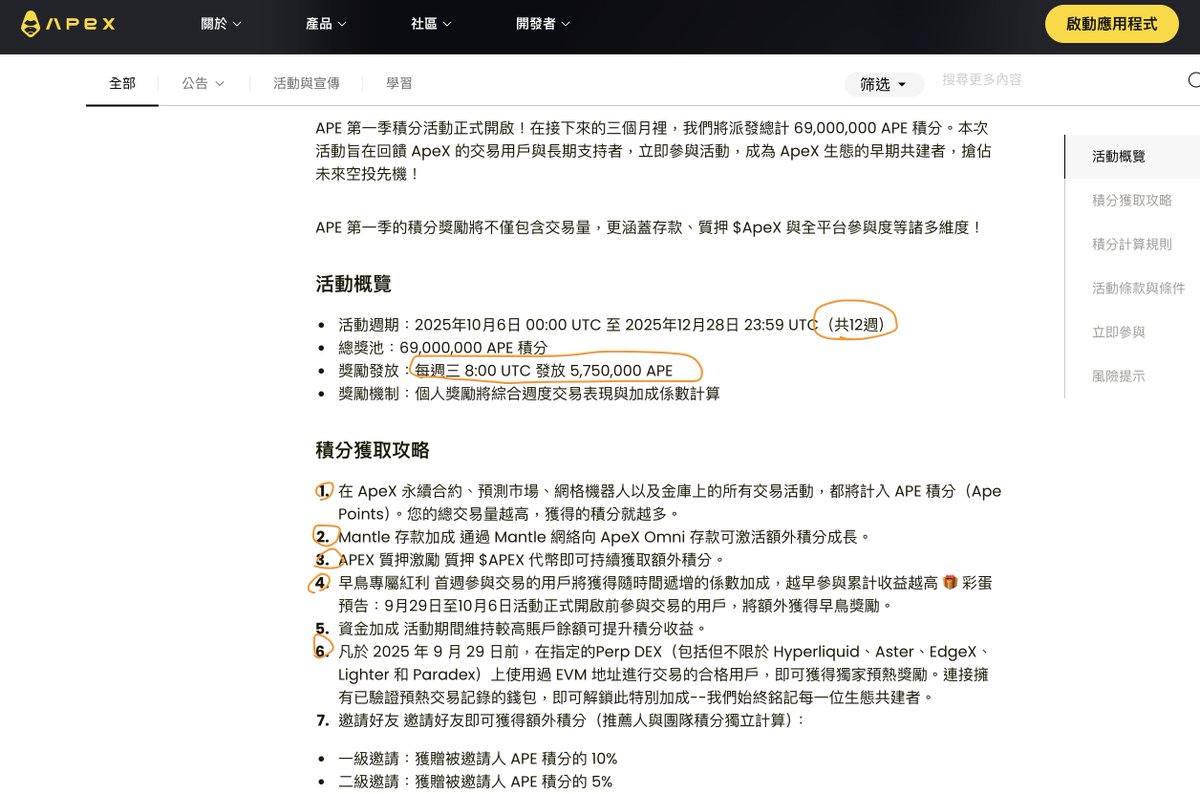 APEX
關於
產品
社區
開發者
啟動應用程式
全部
公告
活動與宣傳
學習
筛选
搜尋更多內容
APE 第一季積分活動正式開啟！在接下來的三個月裡，我們將派發總計 69,000,000 APE 積分。本次
活動旨在回饋 ApeX 的交易用戶與長期支持者，立即參與活動，成為 ApeX 生態的早期共建者，搶佔
未來空投先機！
APE 第一季的積分獎勵將不僅包含交易量，更涵蓋存款、質押 $ApeX 與全平台參與度等諸多維度！
活動概覽
• 活動週期：2025年10月6日 00:00 UTC 至 2025年12月28日 23:59 UTC（共12週）
• 總獎池：69,000,000 APE 積分
• 獎勵發放：每週三 8:00 UTC 發放 5,750,000 APE
• 獎勵機制：個人獎勵將綜合週度交易表現與加成係數計算
積分獲取攻略
1. 在 ApeX 永續合約、預測市場、網格機器人以及金庫上的所有交易活動，都將計入 APE 積分（Ape
Points）。您的總交易量越高，獲得的積分就越多。
2. Mantle 存款加成 通過 Mantle 網絡向 ApeX Omni 存款可激活額外積分成長。
3. APEX 質押激勵 質押 $APEX 代幣即可持續獲取額外積分。
4. 早鳥專屬紅利 首週參與交易的用戶將獲得隨時間遞增的係數加成，越早參與累計收益越高 🎁 彩蛋
預告：9月29日至10月6日活動正式開啟前參與交易的用戶，將額外獲得早鳥獎勵。
5. 資金加成 活動期間維持較高賬戶餘額可提升積分收益。
6. 凡於 2025 年 9 月 29 日前，在指定的Perp DEX（包括但不限於 Hyperliquid、Aster、EdgeX、
Lighter 和 Paradex）上使用過 EVM 地址進行交易的合格用戶，即可獲得獨家預熱獎勵。連接擁
有已驗證預熱交易記錄的錢包，即可解鎖此特別加成--我們始終銘記每一位生態共建者。
7. 邀請好友 邀請好友即可獲得額外積分（推薦人與團隊積分獨立計算）：
• 一級邀請：獲贈被邀請人 APE 積分的 10%
• 二級邀請：獲贈被邀請人 APE 積分的 5%
活動概覽
積分獲取攻略
積分計算規則
活動條款與條件
立即參與
風險提示